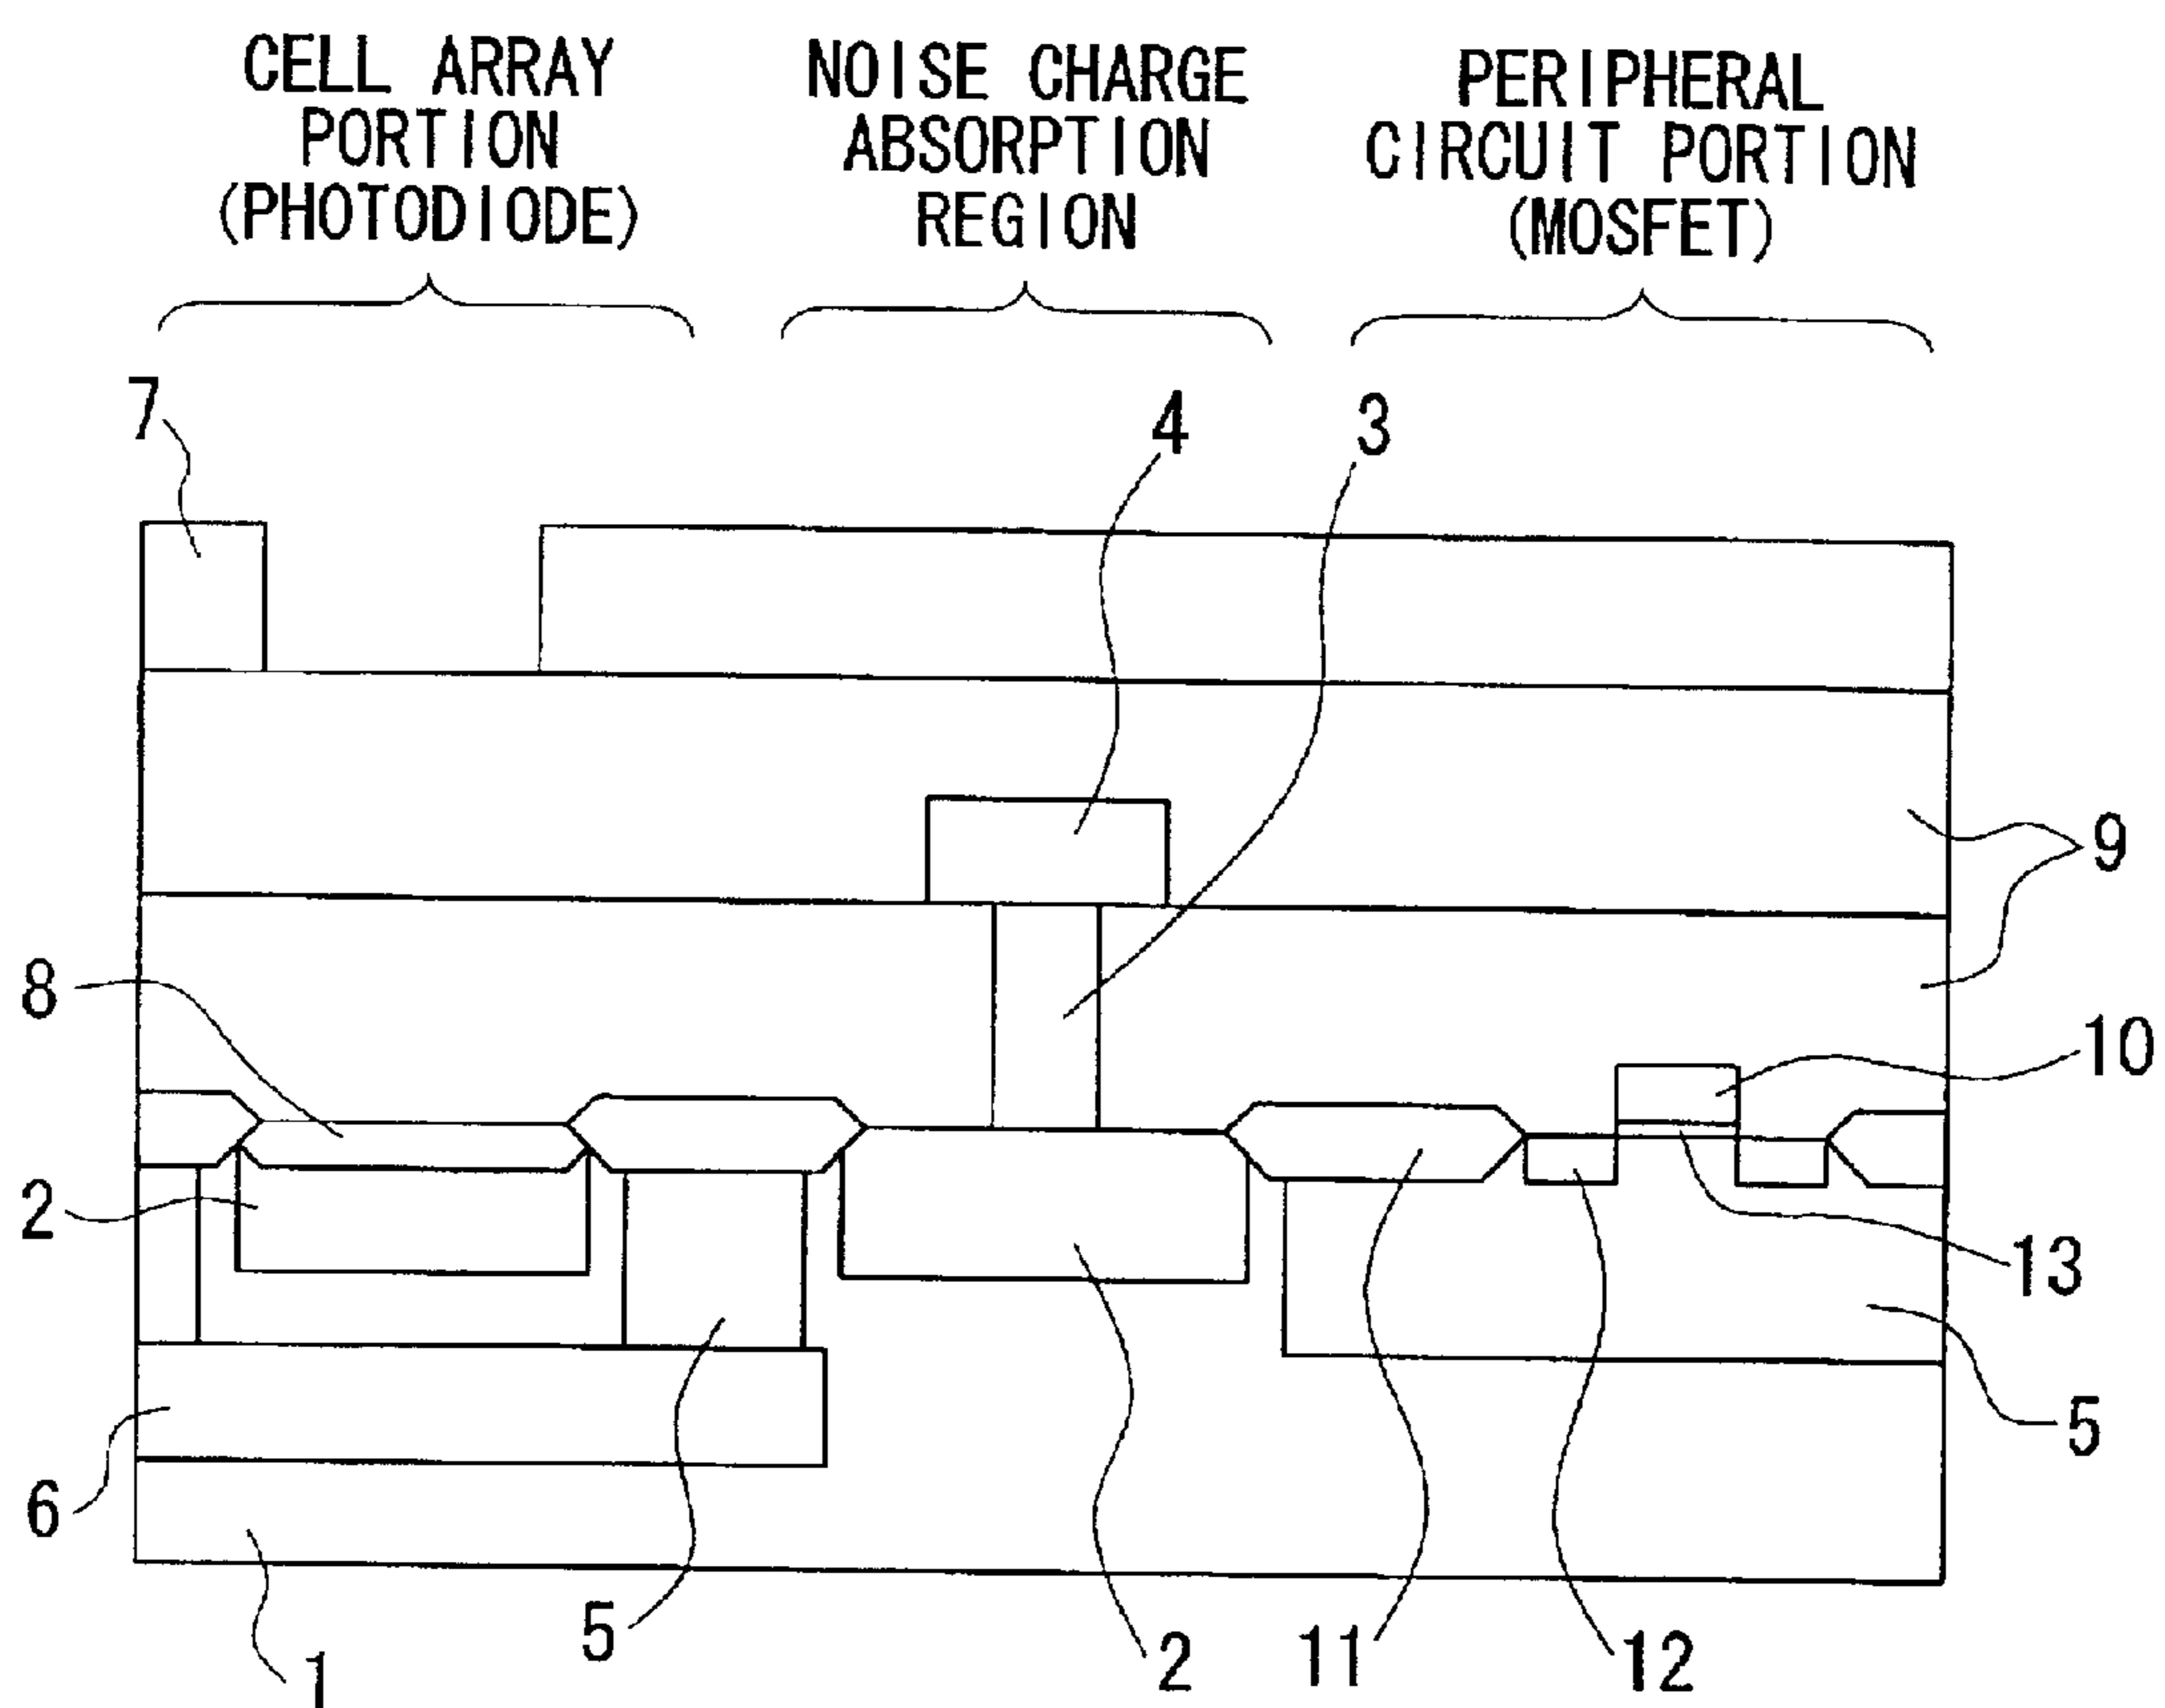 CELL ARRAY
PORTION
(PHOTODIODE)
NOISE CHARGE
ABSORPTION
REGION
PERIPHERAL
CIRCUIT PORTION
(MOSFET)
7
4
3
9
8
10
2
13
5
6
5
1
2
11
12